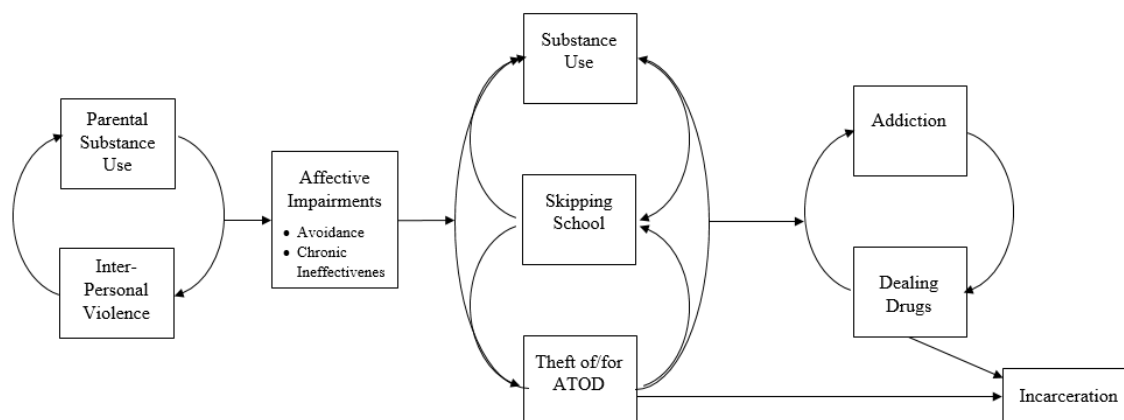 Parental
Substance
Use
Inter-
Personal
Violence
Affective
Impairments
• Avoidance
• Chronic
Ineffectivenes
Substance
Use
Skipping
School
Theft of/for
ATOD
Addiction
Dealing
Drugs
Incarceration